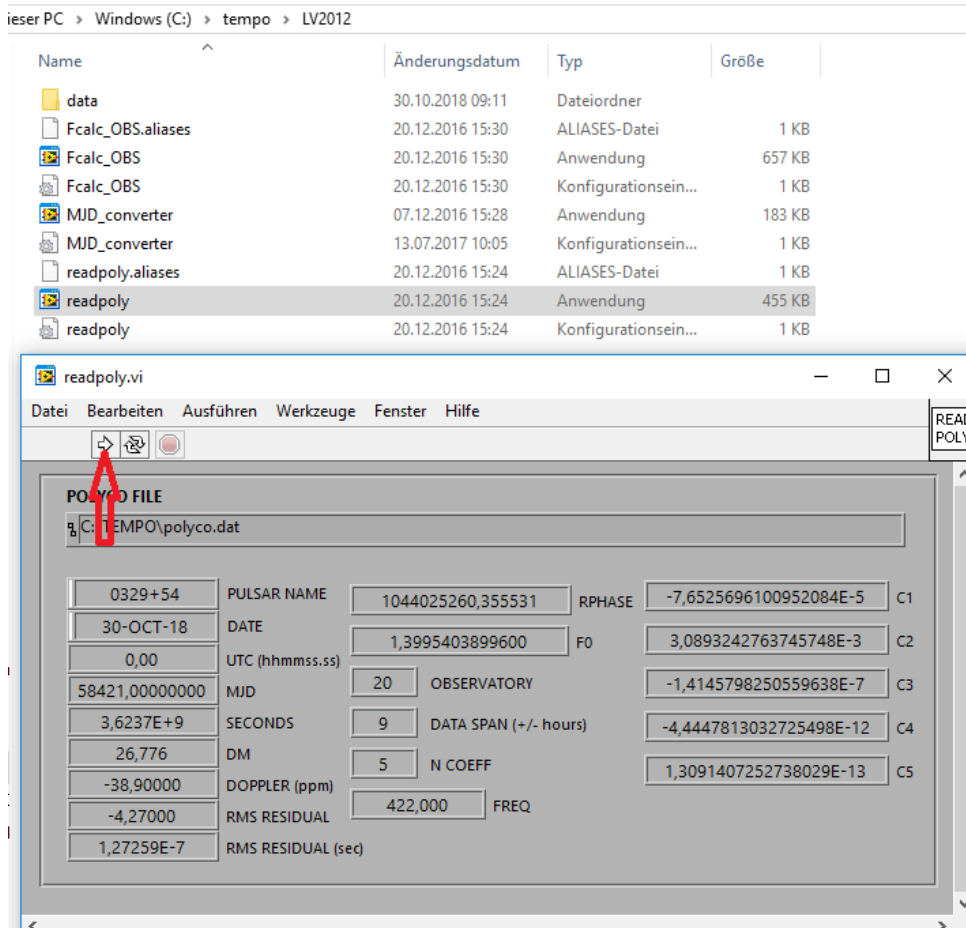 ieser PC > Windows (C:) > tempo > LV2012
Name Änderungsdatum Typ Größe
data 30.10.2018 09:11 Dateiordner
Fcalc_OBS.aliases 20.12.2016 15:30 ALIASES-Datei 1 KB
Fcalc_OBS 20.12.2016 15:30 Anwendung 657 KB
Fcalc_OBS 20.12.2016 15:30 Konfigurationsein... 1 KB
MJD_converter 07.12.2016 15:28 Anwendung 183 KB
MJD_converter 13.07.2017 10:05 Konfigurationsein... 1 KB
readpoly.aliases 20.12.2016 15:24 ALIASES-Datei 1 KB
readpoly 20.12.2016 15:24 Anwendung 455 KB
readpoly 20.12.2016 15:24 Konfigurationsein... 1 KB
readpoly.vi
Datei Bearbeiten Ausführen Werkzeuge Fenster Hilfe
READ
POLY
POLYCO FILE
C:\TEMPO\polyco.dat
0329+54 PULSAR NAME 1044025260,355531 RPHASE -7,6525696100952084E-5 C1
30-OCT-18 DATE 1,3995403899600 F0 3,0893242763745748E-3 C2
0,00 UTC (hhmmss.ss)
58421,00000000 MJD 20 OBSERVATORY -1,4145798250559638E-7 C3
3,6237E+9 SECONDS 9 DATA SPAN (+/- hours) -4,4447813032725498E-12 C4
26,776 DM 5 N COEFF 1,3091407252738029E-13 C5
-38,90000 DOPPLER (ppm)
-4,27000 RMS RESIDUAL 422,000 FREQ
1,27259E-7 RMS RESIDUAL (sec)